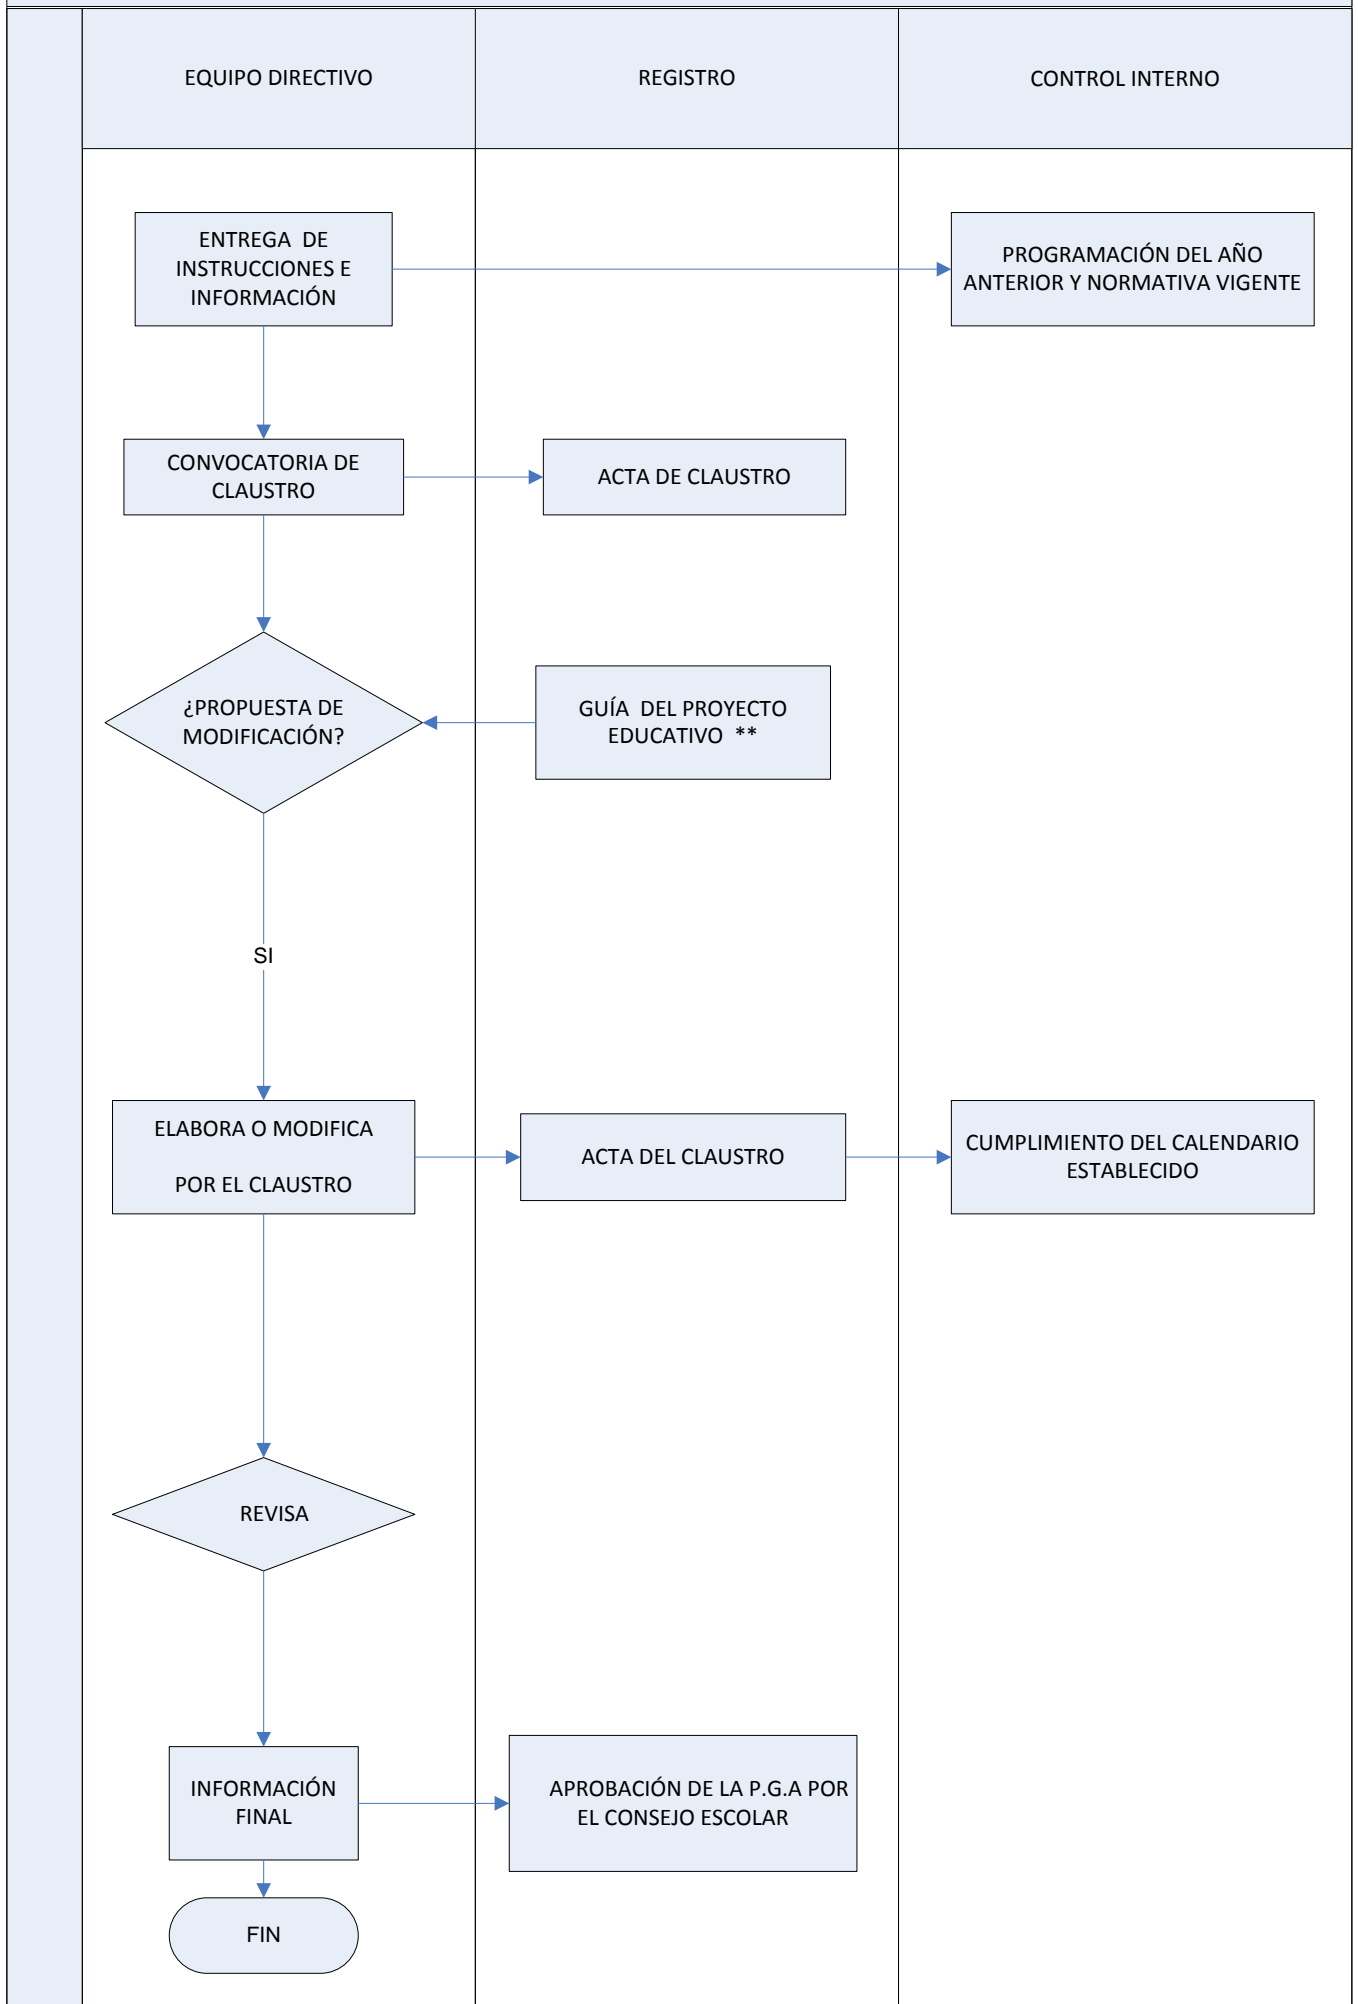 EQUIPO DIRECTIVO
REGISTRO
CONTROL INTERNO
ENTREGA DE
INSTRUCCIONES E
INFORMACIÓN
PROGRAMACIÓN DEL AÑO
ANTERIOR Y NORMATIVA VIGENTE
CONVOCATORIA DE
CLAUSTRO
ACTA DE CLAUSTRO
¿PROPUESTA DE
MODIFICACIÓN?
GUÍA DEL PROYECTO
EDUCATIVO **
SI
ELABORA O MODIFICA
POR EL CLAUSTRO
ACTA DEL CLAUSTRO
CUMPLIMIENTO DEL CALENDARIO
ESTABLECIDO
REVISA
INFORMACIÓN
FINAL
APROBACIÓN DE LA P.G.A POR
EL CONSEJO ESCOLAR
FIN